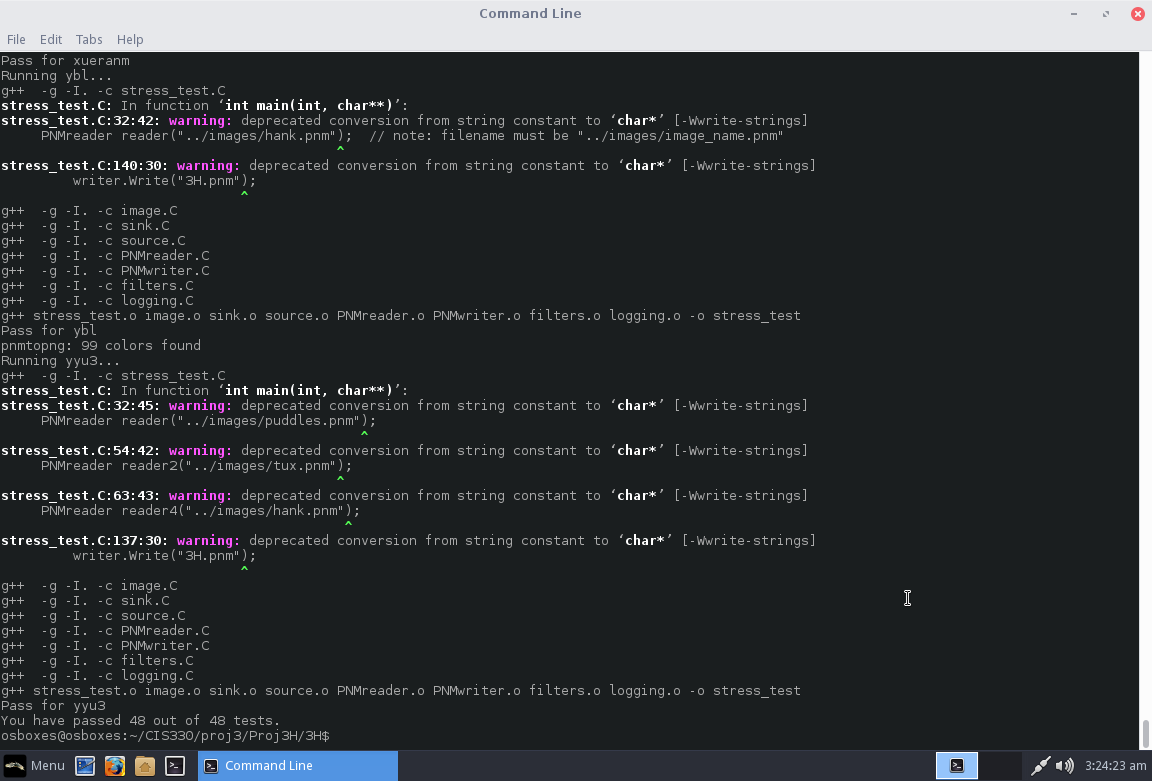 Command Line
File Edit Tabs Help
Pass for xueranm
Running ybl...
g++  -g -I. -c stress_test.C
stress_test.C: In function ‘int main(int, char**)’:
stress_test.C:32:42: warning: deprecated conversion from string constant to ‘char*’ [-Wwrite-strings]
     PNMreader reader("../images/hank.pnm");  // note: filename must be "../images/image_name.pnm"
                                          ^
stress_test.C:140:30: warning: deprecated conversion from string constant to ‘char*’ [-Wwrite-strings]
         writer.Write("3H.pnm");
                              ^
g++  -g -I. -c image.C
g++  -g -I. -c sink.C
g++  -g -I. -c source.C
g++  -g -I. -c PNMreader.C
g++  -g -I. -c PNMwriter.C
g++  -g -I. -c filters.C
g++  -g -I. -c logging.C
g++ stress_test.o image.o sink.o source.o PNMreader.o PNMwriter.o filters.o logging.o -o stress_test
Pass for ybl
pnmtopng: 99 colors found
Running yyu3...
g++  -g -I. -c stress_test.C
stress_test.C: In function ‘int main(int, char**)’:
stress_test.C:32:45: warning: deprecated conversion from string constant to ‘char*’ [-Wwrite-strings]
     PNMreader reader("../images/puddles.pnm");
                                             ^
stress_test.C:54:42: warning: deprecated conversion from string constant to ‘char*’ [-Wwrite-strings]
     PNMreader reader2("../images/tux.pnm");
                                          ^
stress_test.C:63:43: warning: deprecated conversion from string constant to ‘char*’ [-Wwrite-strings]
     PNMreader reader4("../images/hank.pnm");
                                           ^
stress_test.C:137:30: warning: deprecated conversion from string constant to ‘char*’ [-Wwrite-strings]
         writer.Write("3H.pnm");
                              ^
g++  -g -I. -c image.C
g++  -g -I. -c sink.C
g++  -g -I. -c source.C
g++  -g -I. -c PNMreader.C
g++  -g -I. -c PNMwriter.C
g++  -g -I. -c filters.C
g++  -g -I. -c logging.C
g++ stress_test.o image.o sink.o source.o PNMreader.o PNMwriter.o filters.o logging.o -o stress_test
Pass for yyu3
You have passed 48 out of 48 tests.
osboxes@osboxes:~/CIS330/proj3/Proj3H/3H$
Menu Command Line 3:24:23 am